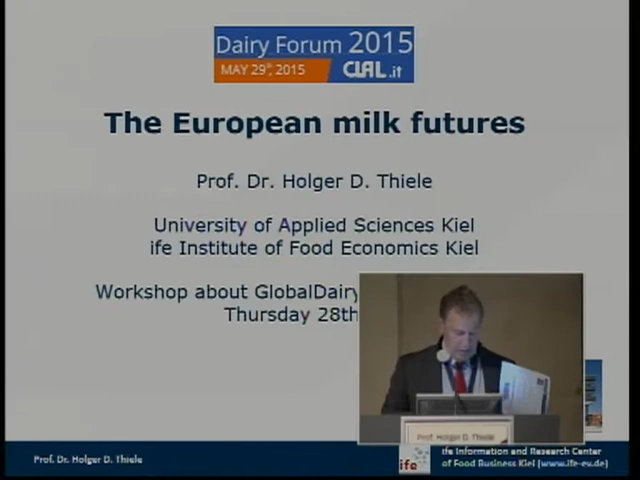 Dairy Forum 2015
MAY 29th, 2015
CLAL.it
The European milk futures
Prof. Dr. Holger D. Thiele
University of Applied Sciences Kiel
ife Institute of Food Economics Kiel
Workshop about GlobalDairy
Thursday 28th
Prof. Dr. Holger D. Thiele
Prof. Dr. Holger D. Thiele
ife
ife Information and Research Center
of Food Business Kiel (www.ife-ev.de)